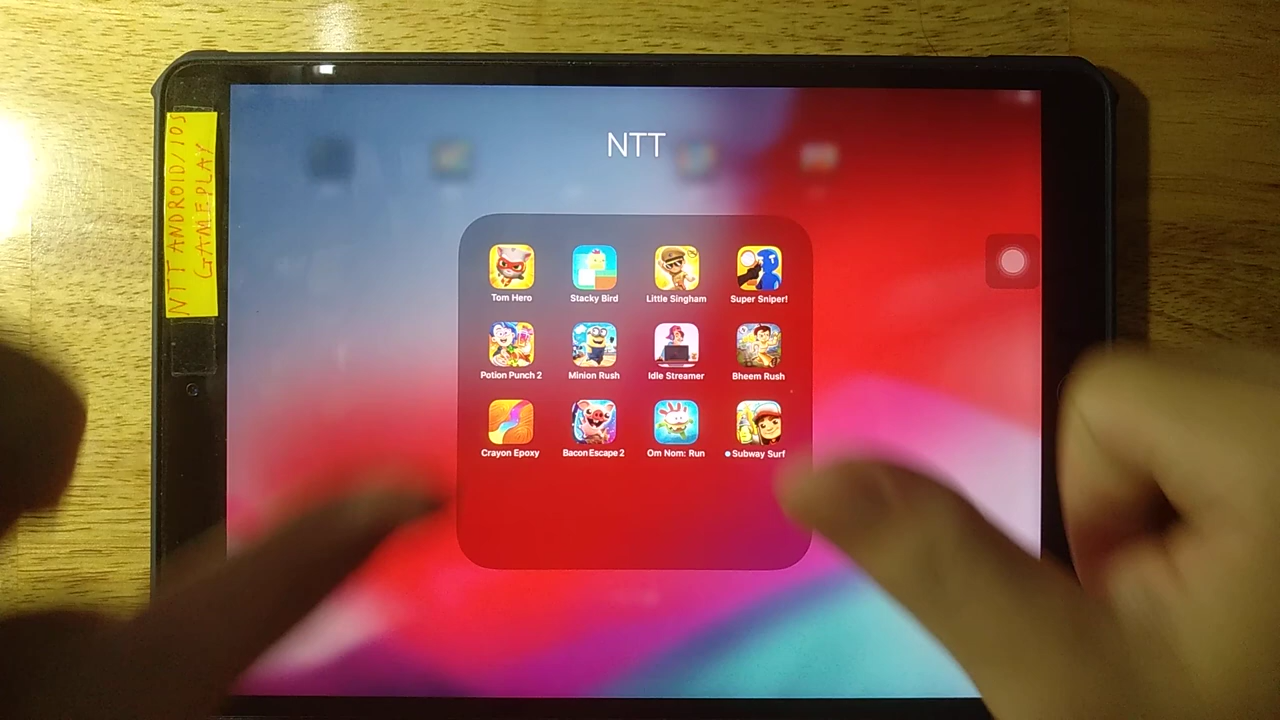 NTT ANDROID/IOS
GAMEPLAY
NTT
Tom Hero
Stacky Bird
Little Singham
Super Sniper!
Potion Punch 2
Minion Rush
Idle Streamer
Bheem Rush
Crayon Epoxy
Bacon Escape 2
Om Nom: Run
Subway Surf